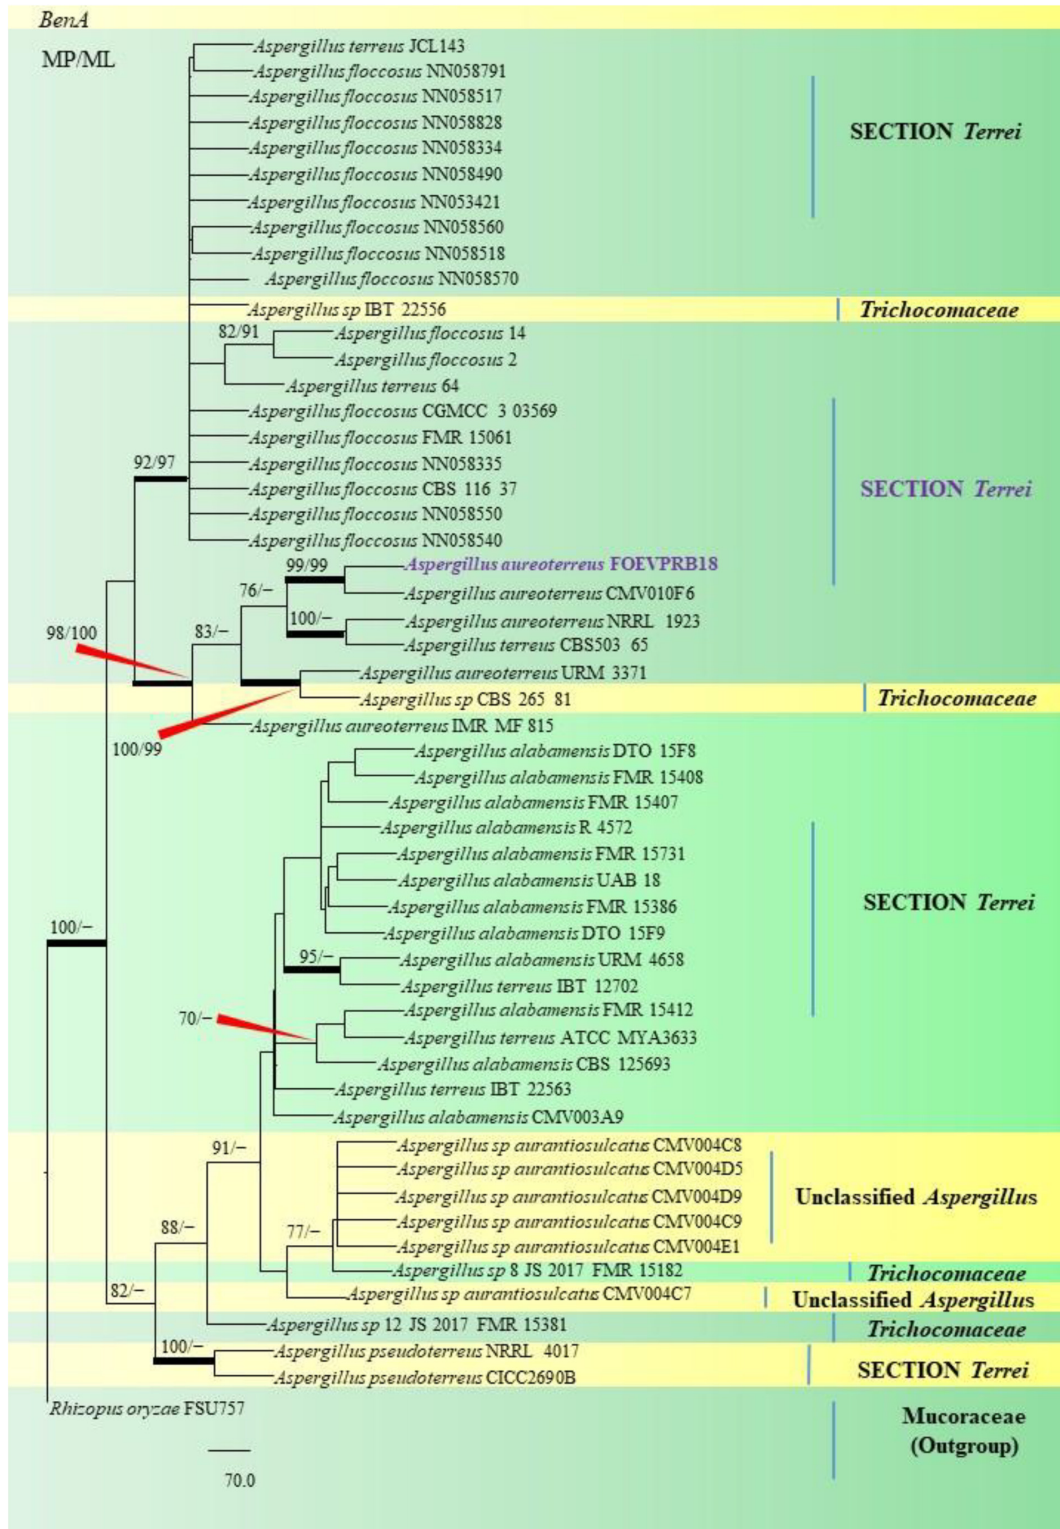 BenA
MP/ML
Aspergillus terreus JCL143
Aspergillus floccosus NN058791
Aspergillus floccosus NN058517
Aspergillus floccosus NN058828
SECTION Terrei
Aspergillus floccosus NN058334
Aspergillus floccosus NN058490
Aspergillus floccosus NN053421
Aspergillus floccosus NN058560
Aspergillus floccosus NN058518
Aspergillus floccosus NN058570
Aspergillus sp IBT 22556
Trichocomaceae
82/91
Aspergillus floccosus 14
Aspergillus floccosus 2
Aspergillus terreus 64
Aspergillus floccosus CGMCC 3 03569
Aspergillus floccosus FMR 15061
92/97
Aspergillus floccosus NN058335
Aspergillus floccosus CBS 116 37
SECTION Terrei
Aspergillus floccosus NN058550
Aspergillus floccosus NN058540
99/99
Aspergillus aureoterreus FOEVPRB18
76/–
Aspergillus aureoterreus CMV010F6
100/–
Aspergillus aureoterreus NRRL 1923
98/100
83/–
Aspergillus terreus CBS503 65
Aspergillus aureoterreus URM 3371
Aspergillus sp CBS 265 81
Trichocomaceae
Aspergillus aureoterreus IMR MF 815
100/99
Aspergillus alabamensis DTO 15F8
Aspergillus alabamensis FMR 15408
Aspergillus alabamensis FMR 15407
Aspergillus alabamensis R 4572
Aspergillus alabamensis FMR 15731
Aspergillus alabamensis UAB 18
SECTION Terrei
Aspergillus alabamensis FMR 15386
100/–
Aspergillus alabamensis DTO 15F9
95/–
Aspergillus alabamensis URM 4658
Aspergillus terreus IBT 12702
Aspergillus alabamensis FMR 15412
70/–
Aspergillus terreus ATCC MYA3633
Aspergillus alabamensis CBS 125693
Aspergillus terreus IBT 22563
Aspergillus alabamensis CMV003A9
91/–
Aspergillus sp aurantiosulcatus CMV004C8
Aspergillus sp aurantiosulcatus CMV004D5
Aspergillus sp aurantiosulcatus CMV004D9
Unclassified Aspergillus
88/–
77/–
Aspergillus sp aurantiosulcatus CMV004C9
Aspergillus sp aurantiosulcatus CMV004E1
Aspergillus sp 8 JS 2017 FMR 15182
Trichocomaceae
82/–
Aspergillus sp aurantiosulcatus CMV004C7
Unclassified Aspergillus
Aspergillus sp 12 JS 2017 FMR 15381
Trichocomaceae
100/–
Aspergillus pseudoterreus NRRL 4017
Aspergillus pseudoterreus CICC2690B
SECTION Terrei
Rhizopus oryzae FSU757
Mucoraceae
(Outgroup)
70.0